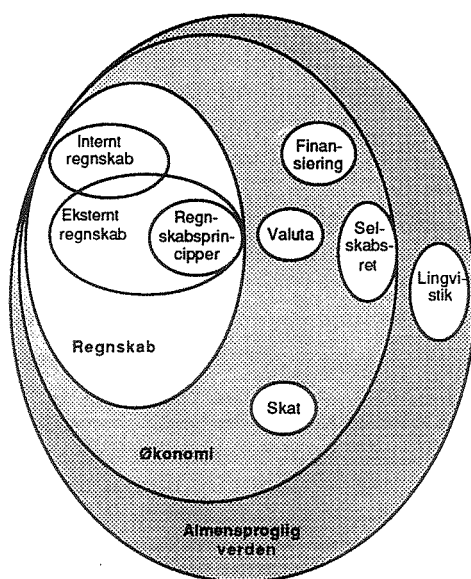 Internt
regnskab
Finan-
siering
Eksternt
regnskab
Regn-
skabsprin-
cipper
Valuta
Sel-
skabs-
ret
Lingvi-
stik
Regnskab
Skat
Økonomi
Almensproglig
verden